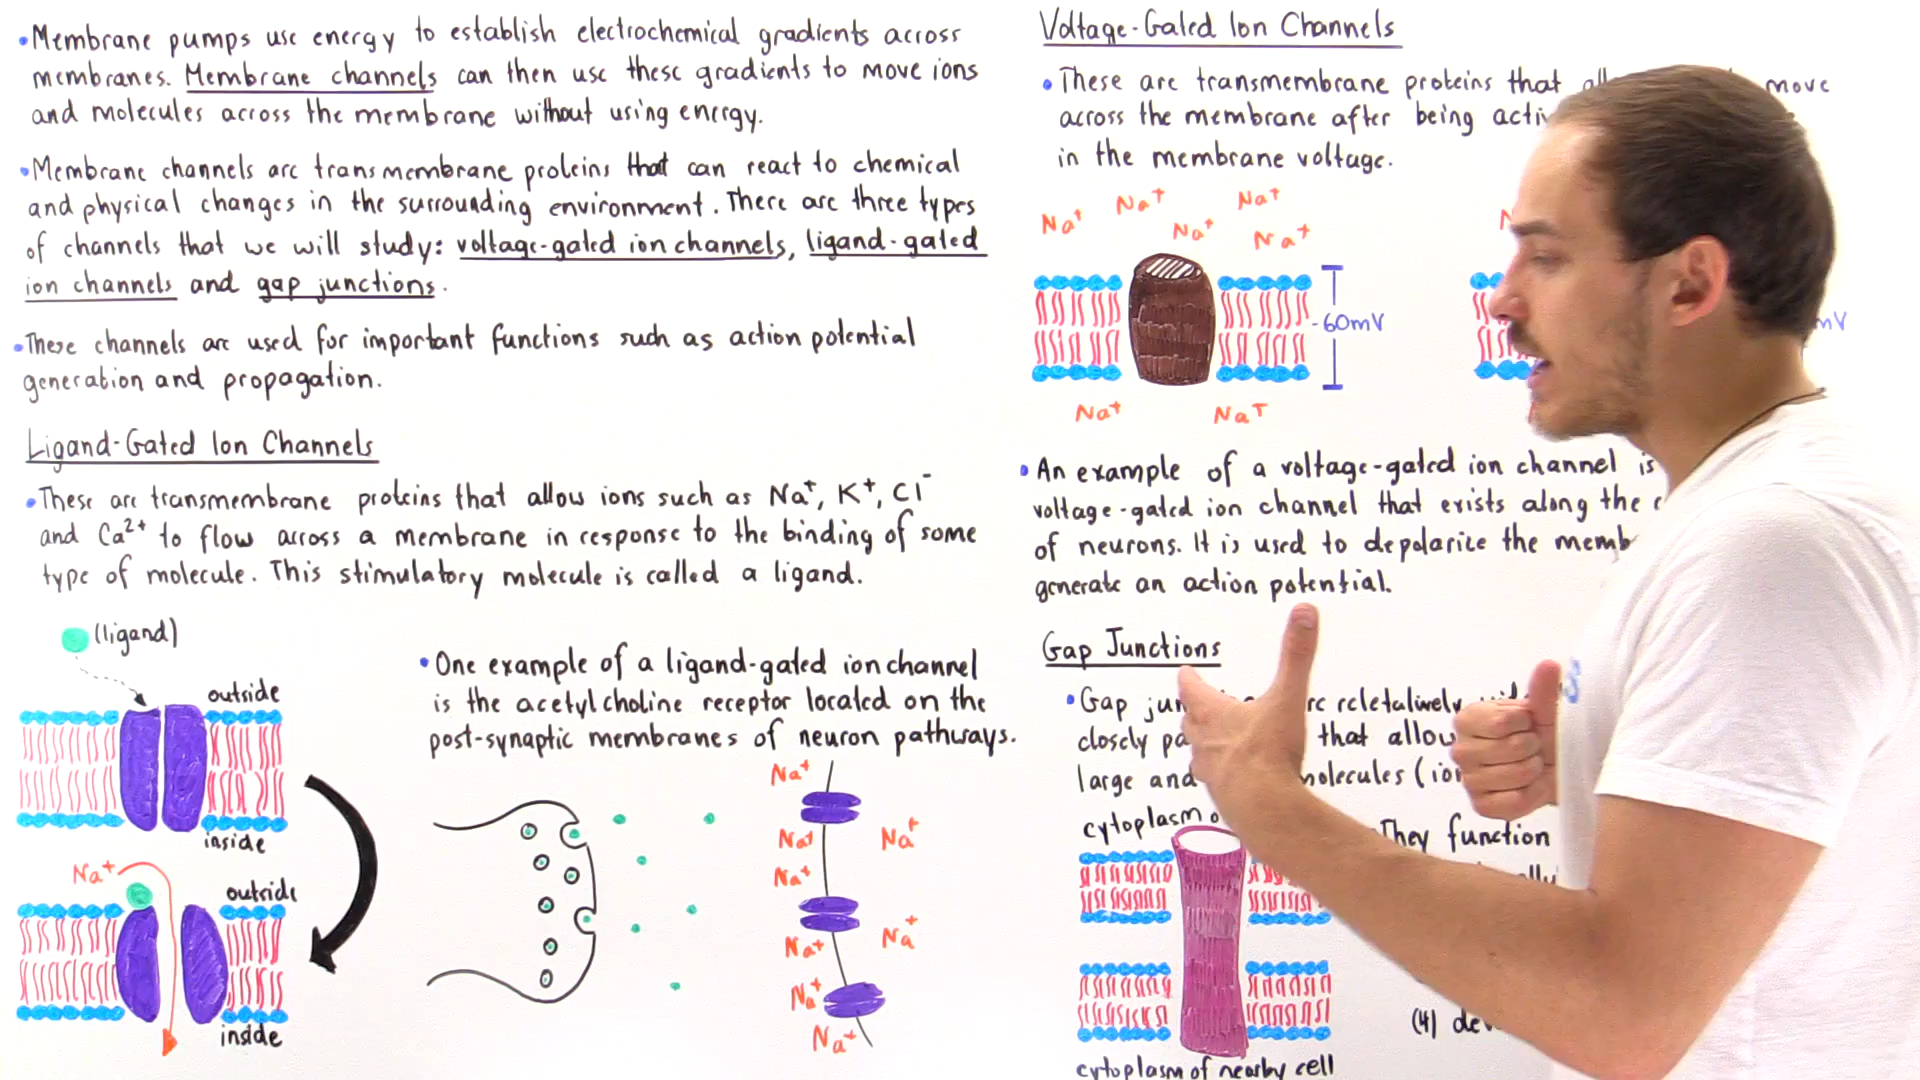 •Membrane pumps use energy to establish electrochemical gradients across
membranes. Membrane channels can then use these gradients to move ions
and molecules across the membrane without using energy.
•Membrane channels are transmembrane proteins that can react to chemical
and physical changes in the surrounding environment. There are three types
of channels that we will study: voltage-gated ion channels, ligand-gated
ion channels and gap junctions.
•These channels are used for important functions such as action potential
generation and propagation.
Ligand-Gated Ion Channels
•These are transmembrane proteins that allow ions such as Na⁺, K⁺, Cl⁻
and Ca²⁺ to flow across a membrane in response to the binding of some
type of molecule. This stimulatory molecule is called a ligand.
(ligand)
outside
inside
Na⁺
outside
inside
•One example of a ligand-gated ion channel
is the acetylcholine receptor located on the
post-synaptic membranes of neuron pathways.
Na⁺
Na⁺
Na⁺
Na⁺
Na⁺
Na⁺
Na⁺
Na⁺
Voltage-Gated Ion Channels
•These are transmembrane proteins that move
across the membrane after being
in the membrane voltage.
Na⁺ Na⁺ Na⁺
Na⁺ Na⁺
-60mV
mV
Na⁺ Na⁺
•An example of a voltage-gated ion channel is
voltage-gated ion channel that exists along the
of neurons. It is used to depolarize the
generate an action potential.
Gap Junctions
•Gap reletalively
closely that
large and
cytoplasm
They function
(4)
cytoplasm of nearby cell